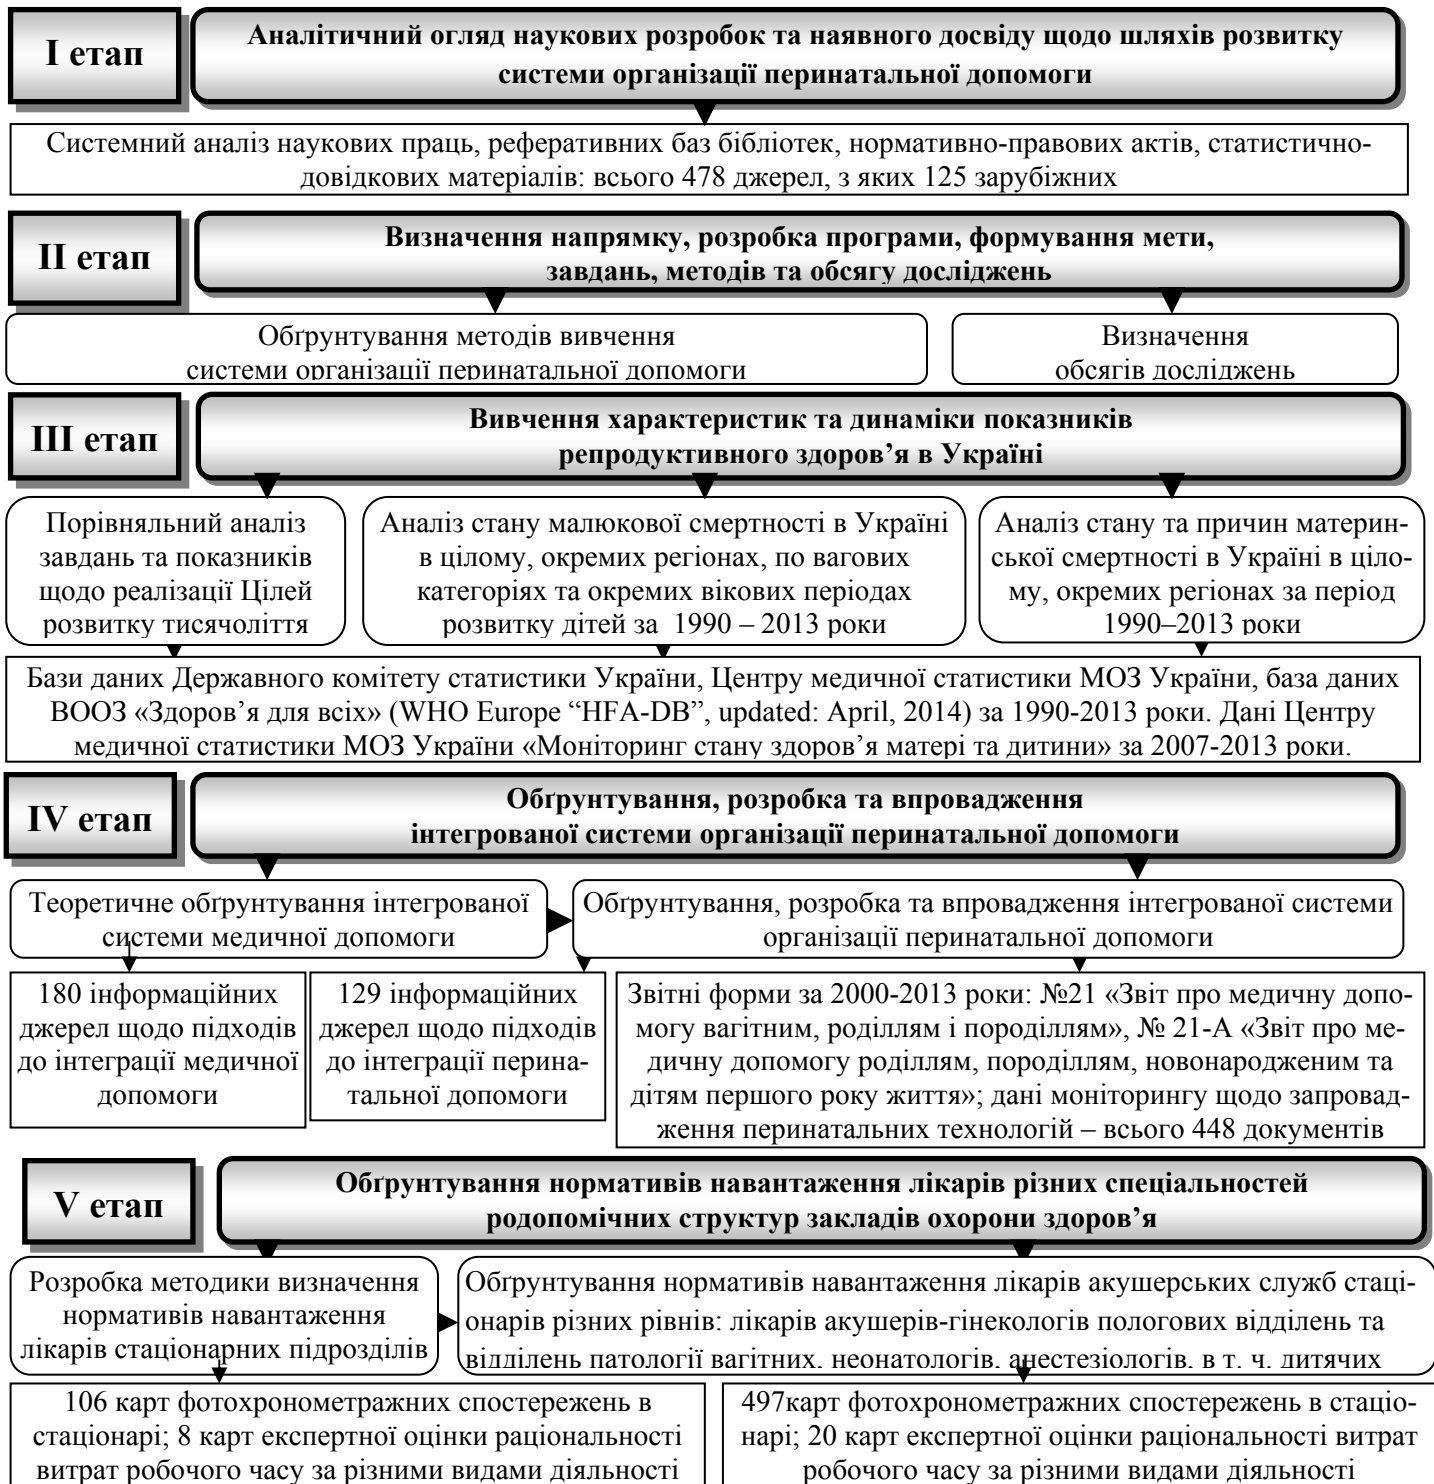 І етап
Аналітичний огляд наукових розробок та наявного досвіду щодо шляхів розвитку
системи організації перинатальної допомоги
Системний аналіз наукових праць, реферативних баз бібліотек, нормативно-правових актів, статистично-
довідкових матеріалів: всього 478 джерел, з яких 125 зарубіжних
ІІ етап
Визначення напрямку, розробка програми, формування мети,
завдань, методів та обсягу досліджень
Обґрунтування методів вивчення
системи організації перинатальної допомоги
Визначення
обсягів досліджень
ІІІ етап
Вивчення характеристик та динаміки показників
репродуктивного здоров’я в Україні
Порівняльний аналіз
завдань та показників
щодо реалізації Цілей
розвитку тисячоліття
Аналіз стану малюкової смертності в Україні
в цілому, окремих регіонах, по вагових
категоріях та окремих вікових періодах
розвитку дітей за 1990 – 2013 роки
Аналіз стану та причин материн-
ської смертності в Україні в ціло-
му, окремих регіонах за період
1990–2013 роки
Бази даних Державного комітету статистики України, Центру медичної статистики МОЗ України, база даних
ВООЗ «Здоров’я для всіх» (WHO Europe “HFA-DB”, updated: April, 2014) за 1990-2013 роки. Дані Центру
медичної статистики МОЗ України «Моніторинг стану здоров’я матері та дитини» за 2007-2013 роки.
IV етап
Обґрунтування, розробка та впровадження
інтегрованої системи організації перинатальної допомоги
Теоретичне обґрунтування інтегрованої
системи медичної допомоги
Обґрунтування, розробка та впровадження інтегрованої системи
організації перинатальної допомоги
180 інформаційних
джерел щодо підходів
до інтеграції медичної
допомоги
129 інформаційних
джерел щодо підходів
до інтеграції перина-
тальної допомоги
Звітні форми за 2000-2013 роки: №21 «Звіт про медичну допо-
могу вагітним, роділлям і породіллям», № 21-А «Звіт про ме-
дичну допомогу роділлям, породіллям, новонародженим та
дітям першого року життя»; дані моніторингу щодо запровад-
ження перинатальних технологій – всього 448 документів
V етап
Обґрунтування нормативів навантаження лікарів різних спеціальностей
родопомічних структур закладів охорони здоров’я
Розробка методики визначення
нормативів навантаження
лікарів стаціонарних підрозділів
Обґрунтування нормативів навантаження лікарів акушерських служб стаці-
онарів різних рівнів: лікарів акушерів-гінекологів пологових відділень та
відділень патології вагітних, неонатологів, анестезіологів, в т. ч. дитячих
106 карт фотохронометражних спостережень в
стаціонарі; 8 карт експертної оцінки раціональності
витрат робочого часу за різними видами діяльності
497карт фотохронометражних спостережень в стаціо-
нарі; 20 карт експертної оцінки раціональності витрат
робочого часу за різними видами діяльності